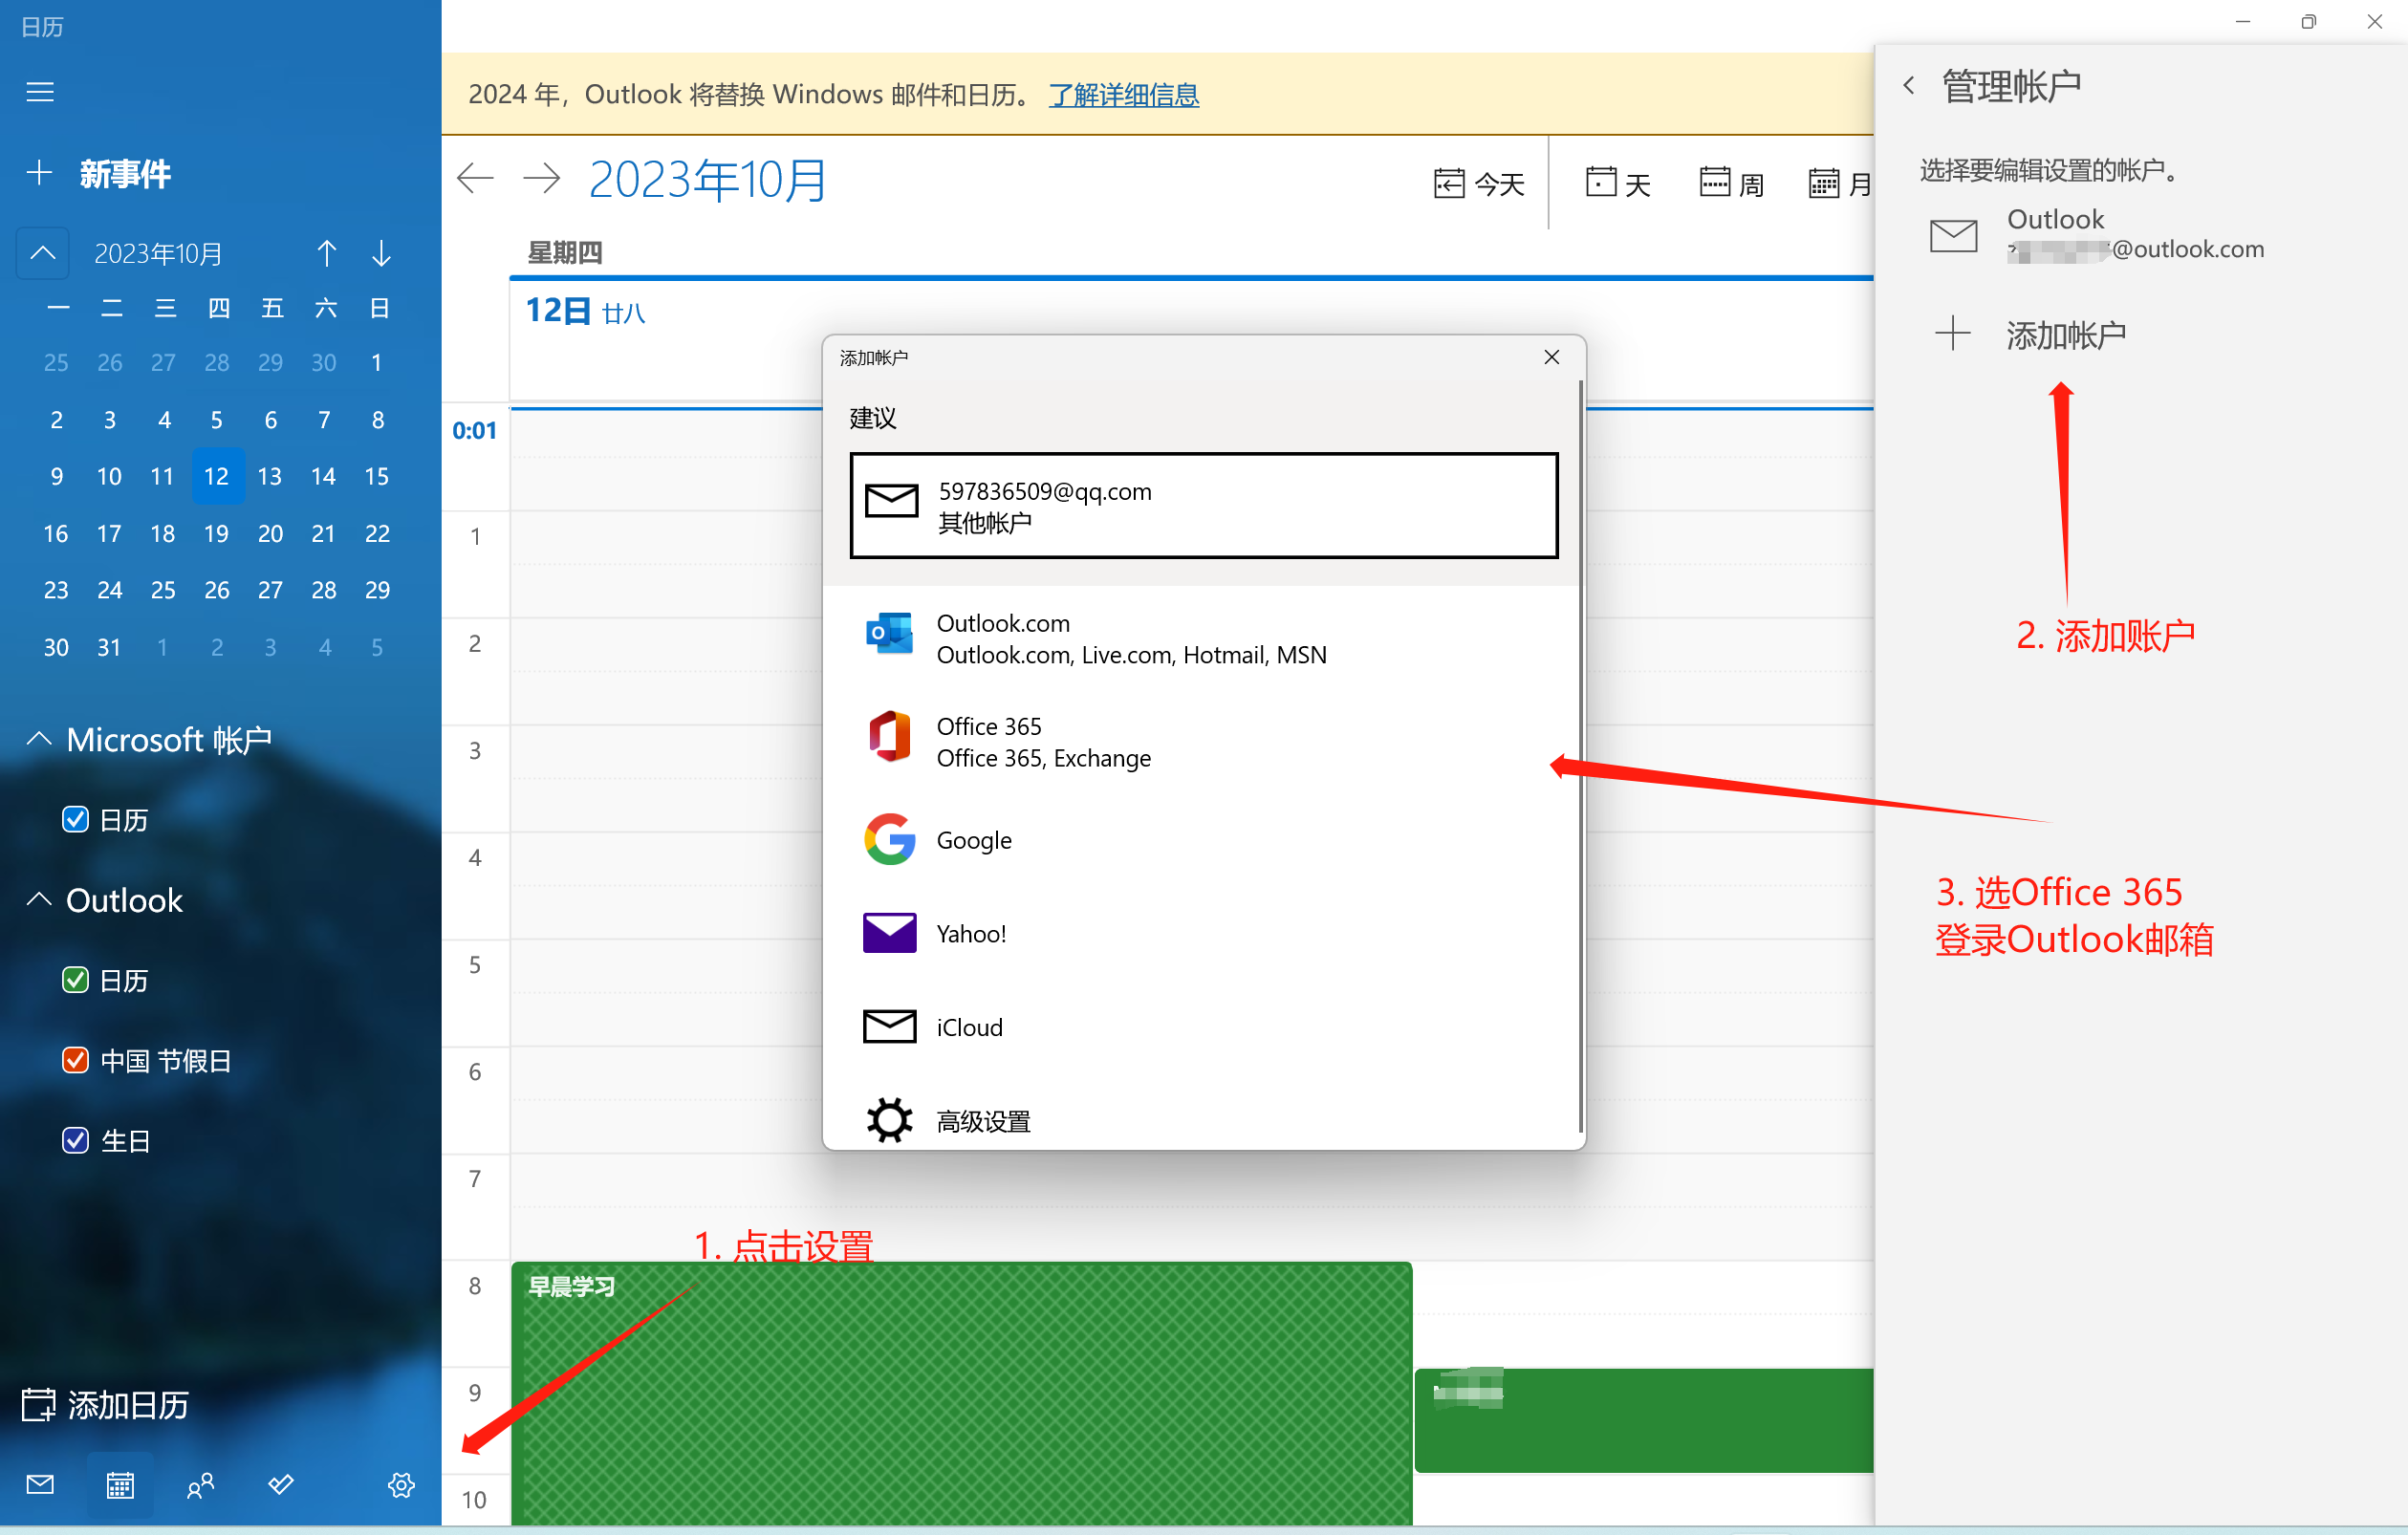 日历
新事件
2023年10月
一 二 三 四 五 六 日
25 26 27 28 29 30 1
2 3 4 5 6 7 8
9 10 11 12 13 14 15
16 17 18 19 20 21 22
23 24 25 26 27 28 29
30 31 1 2 3 4 5
Microsoft 帐户
日历
Outlook
日历
中国 节假日
生日
添加日历
2024 年，Outlook 将替换 Windows 邮件和日历。 了解详细信息
2023年10月
今天 天 周 月
星期四
12日 廿八
0:01
1
2
3
4
5
6
7
8
9
10
早晨学习
1. 点击设置
添加帐户
建议
597836509@qq.com
其他帐户
Outlook.com
Outlook.com, Live.com, Hotmail, MSN
Office 365
Office 365, Exchange
Google
Yahoo!
iCloud
高级设置
管理帐户
选择要编辑设置的帐户。
Outlook
@outlook.com
添加帐户
2. 添加账户
3. 选Office 365
登录Outlook邮箱